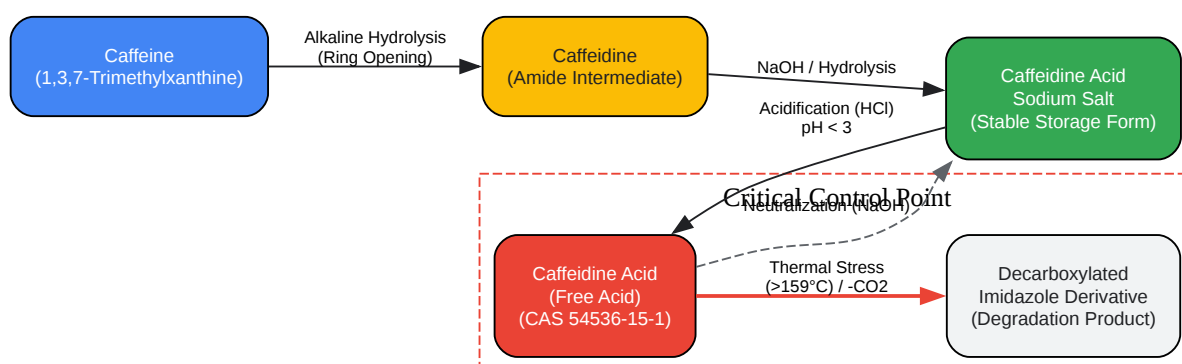 Caffeine
(1,3,7-Trimethylxanthine)
Alkaline Hydrolysis
(Ring Opening)
Caffeidine
(Amide Intermediate)
NaOH / Hydrolysis
Caffeidine Acid
Sodium Salt
(Stable Storage Form)
Acidification (HCl)
pH < 3
Critical Control Point
Neutralization (NaOH)
Caffeidine Acid
(Free Acid)
(CAS 54536-15-1)
Thermal Stress
(>159°C) / -CO2
Decarboxylated
Imidazole Derivative
(Degradation Product)